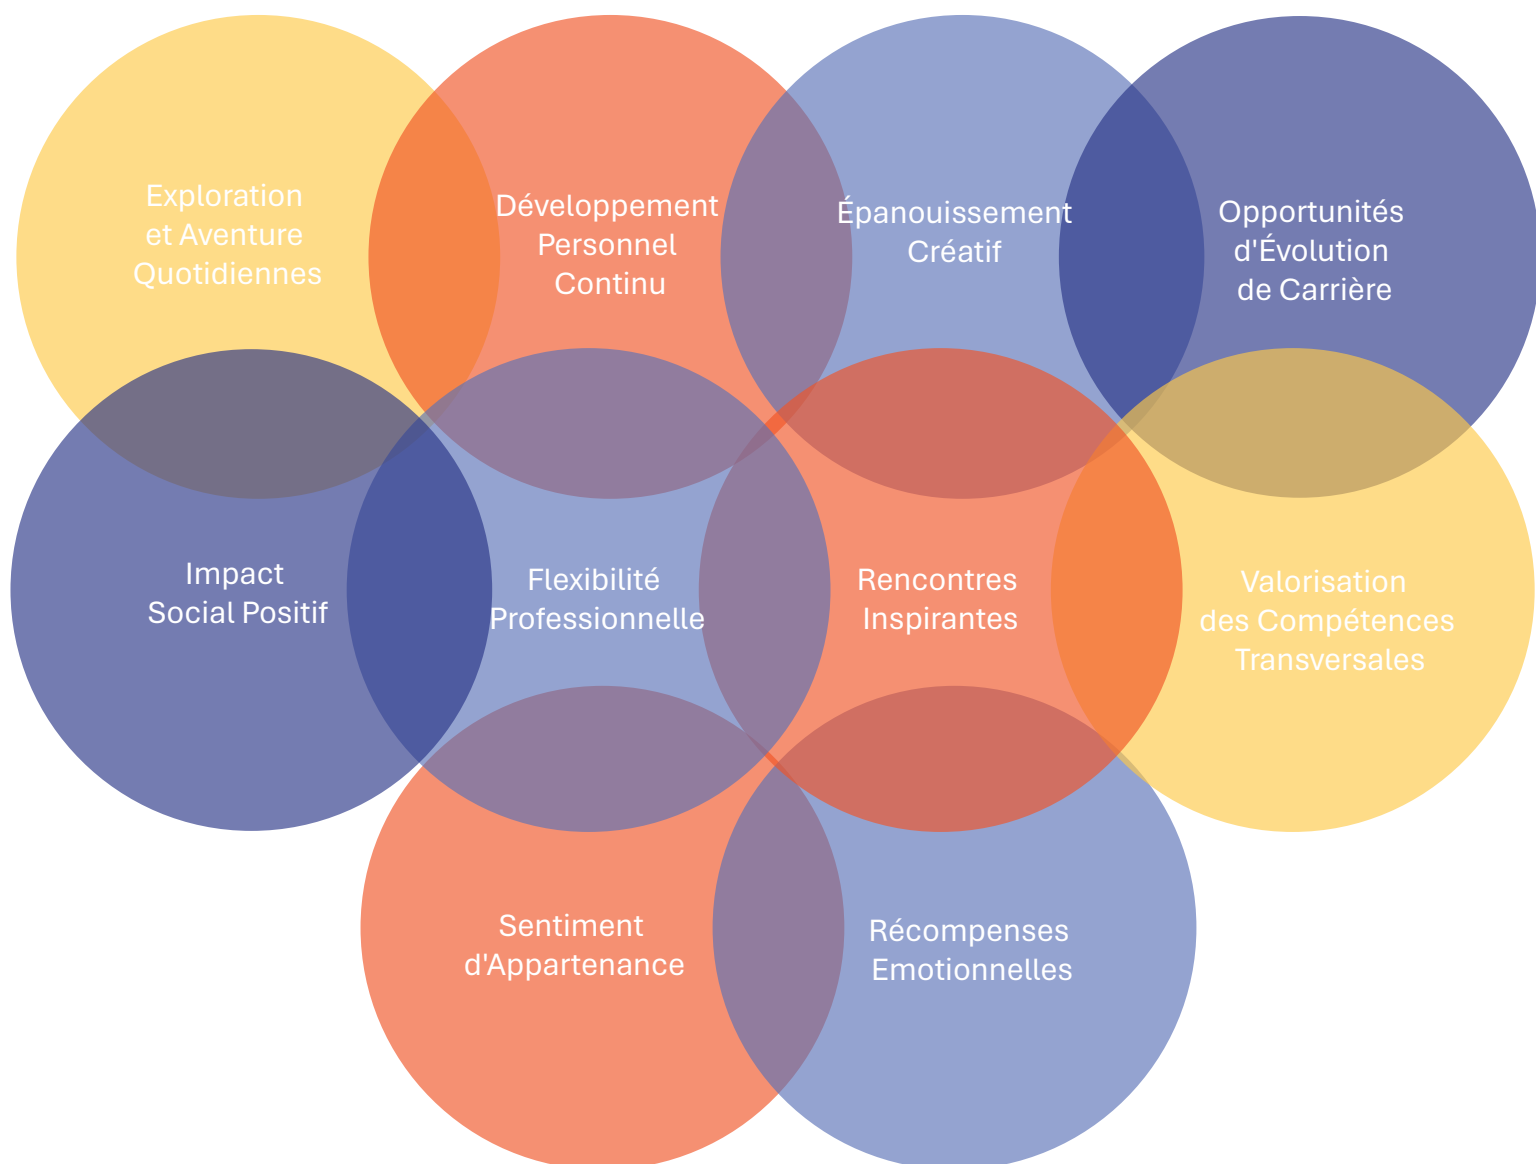 Exploration
et Aventure
Quotidiennes
Développement
Personnel
Continu
Épanouissement
Créatif
Opportunités
d'Évolution
de Carrière
Impact
Social Positif
Flexibilité
Professionnelle
Rencontres
Inspirantes
Valorisation
des Compétences
Transversales
Sentiment
d'Appartenance
Récompenses
Emotionnelles